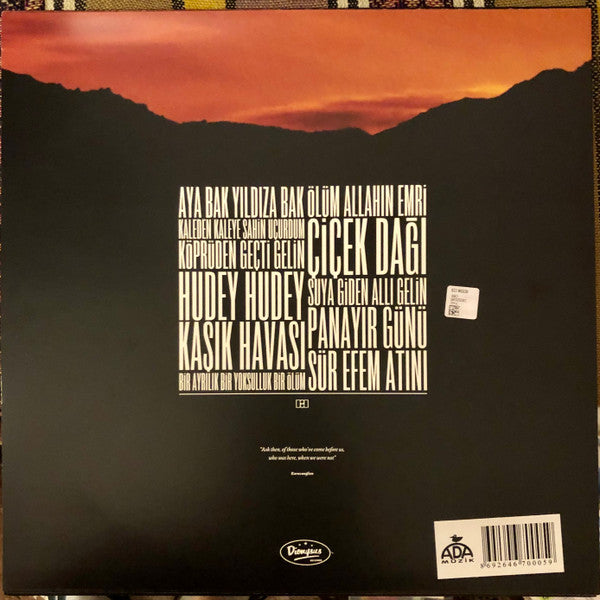 AYA BAK YILDIZA BAK
KALEDEN KALEYE ŞAHİN UÇURDUM
KÖPRÜDEN GEÇTİ GELİN
HUDEY HUDEY
KAŞIK HAVASI
BİR AYRILIK BİR YOKSULLUK BİR ÖLÜM
ÖLÜM ALLAHIN EMRİ
ÇİÇEK DAĞI
SUYA GİDEN ALLI GELİN
PANAYIR GÜNÜ
SÜR EFEM ATINI
"Ask then, of those who've come before us,
who was here, when we were not"
Dionysus
ADA
MÜZİK
8 692646 700059